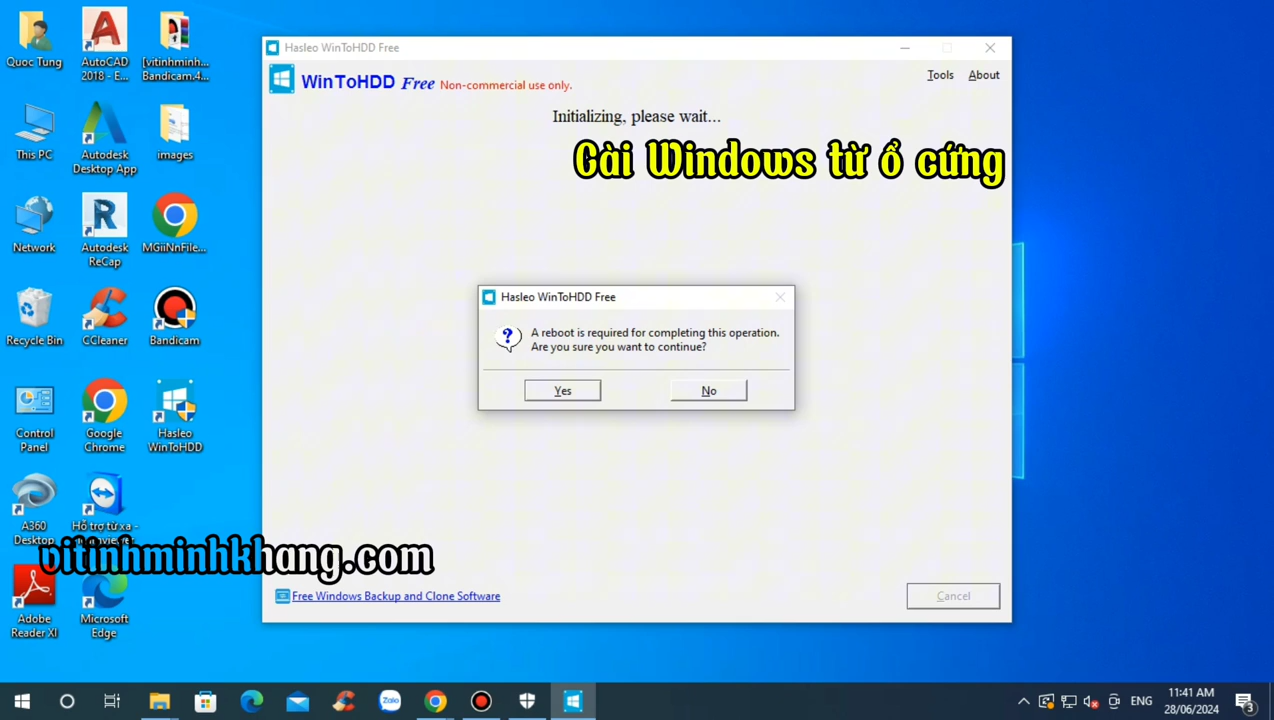 Quoc Tung
AutoCAD
2018 - E...
[vitinhminh...
Bandicam.4...
This PC
Autodesk
Desktop App
images
Network
Autodesk
ReCap
MGiiNnFile...
Recycle Bin
CCleaner
Bandicam
Control
Panel
Google
Chrome
Hasleo
WinToHDD
A360
Desktop
Hỗ trợ từ xa -
Adobe
Reader XI
Microsoft
Edge
vitinhminhkhang.com
Hasleo WinToHDD Free
WinToHDD Free Non-commercial use only.
Tools About
Initializing, please wait...
Cài Windows từ ổ cứng
Hasleo WinToHDD Free
A reboot is required for completing this operation.
Are you sure you want to continue?
Yes No
Free Windows Backup and Clone Software
Cancel
Zalo
ENG
11:41 AM
28/06/2024
3